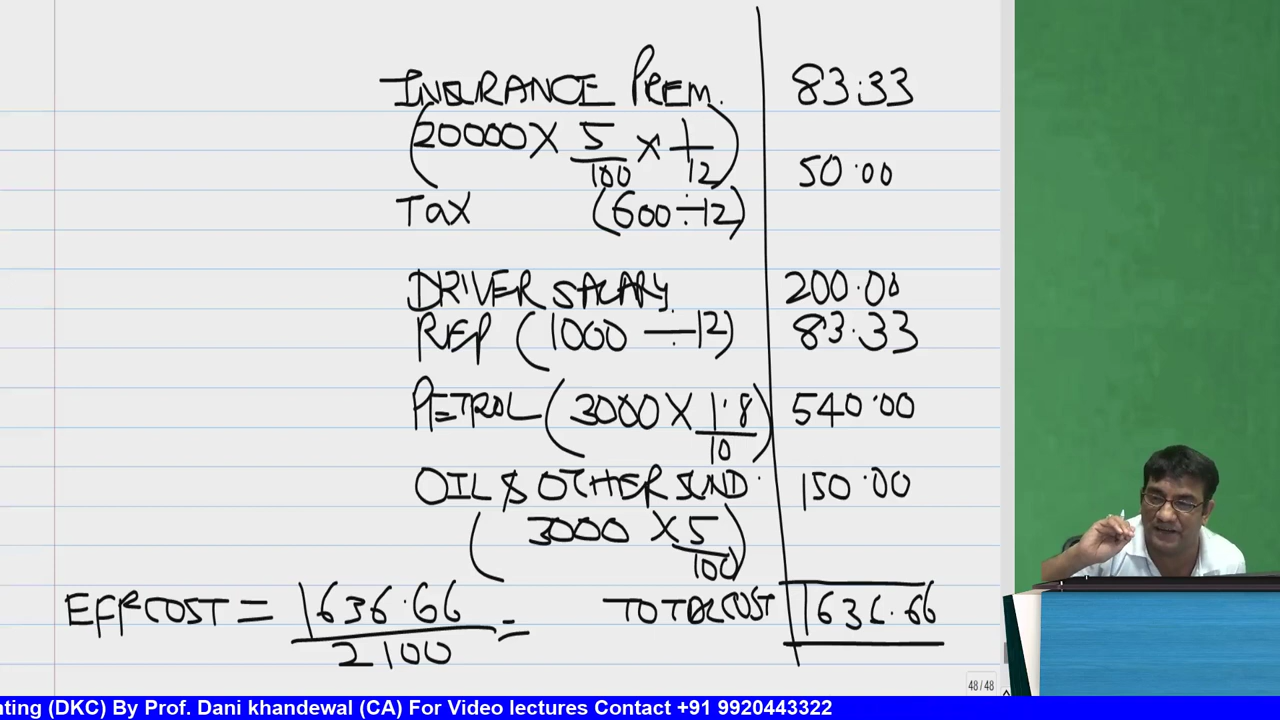 INSURANCE PREM. 83.33
(20000 X 5/100 X 1/12)
50.00
TAX (600÷12)
DRIVER SALARY. 200.00
REP (1000 ÷12) 83.33
PETROL (3000 X 1.8/10) 540.00
OIL & OTHER SUND. 150.00
(3000 X 5/100)
EFF COST = 1636.66/2100 = TOTAL COST 1636.66
48/48
nting (DKC) By Prof. Dani khandewal (CA) For Video lectures Contact +91 9920443322